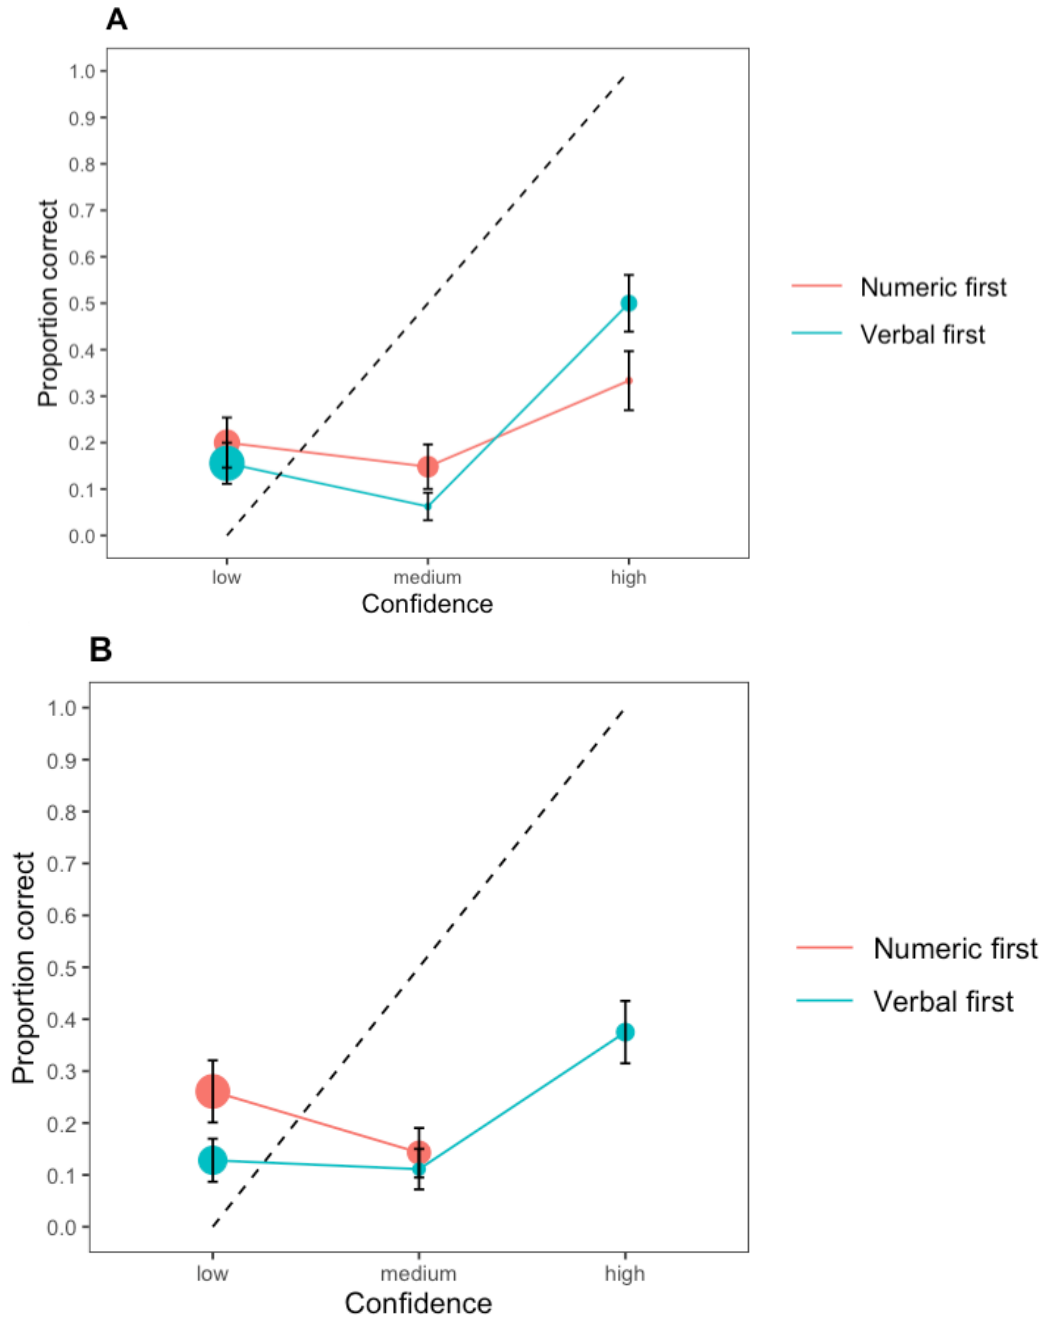 A
1.0
0.9
0.8
0.7
0.6
0.5
0.4
0.3
0.2
0.1
0.0
Proportion correct
low medium high
Confidence
Numeric first
Verbal first
B
1.0
0.9
0.8
0.7
0.6
0.5
0.4
0.3
0.2
0.1
0.0
Proportion correct
low medium high
Confidence
Numeric first
Verbal first